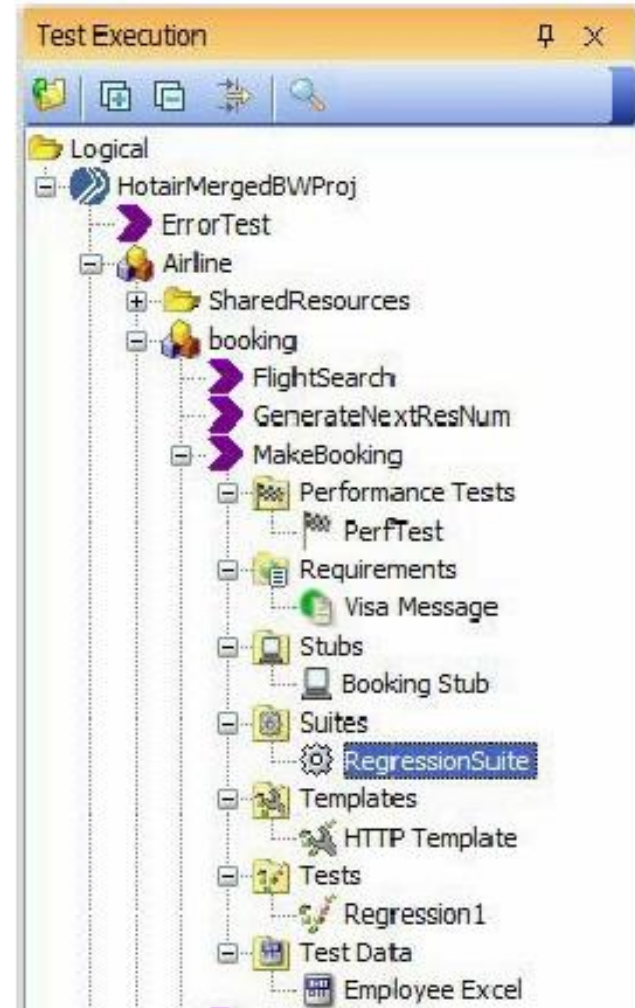 Test Execution
Logical
HotairMergedBWProj
ErrorTest
Airline
SharedResources
booking
FlightSearch
GenerateNextResNum
MakeBooking
Performance Tests
PerfTest
Requirements
Visa Message
Stubs
Booking Stub
Suites
RegressionSuite
Templates
HTTP Template
Tests
Regression1
Test Data
Employee Excel